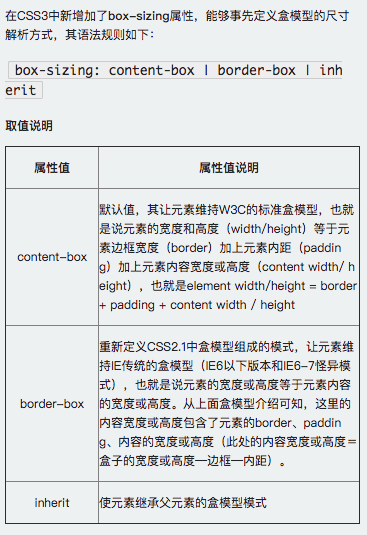 在CSS3中新增加了box-sizing属性，能够事先定义盒模型的尺寸
解析方式，其语法规则如下：
box-sizing: content-box | border-box | inh
erit
取值说明
属性值 属性值说明
content-box
默认值，其让元素维持W3C的标准盒模型，也就
是说元素的宽度和高度（width/height）等于元
素边框宽度（border）加上元素内距（paddin
g）加上元素内容宽度或高度（content width/ h
eight），也就是element width/height = border
+ padding + content width / height
border-box
重新定义CSS2.1中盒模型组成的模式，让元素维
持IE传统的盒模型（IE6以下版本和IE6-7怪异模
式），也就是说元素的宽度或高度等于元素内容
的宽度或高度。从上面盒模型介绍可知，这里的
内容宽度或高度包含了元素的border、paddin
g、内容的宽度或高度（此处的内容宽度或高度＝
盒子的宽度或高度—边框—内距）。
inherit 使元素继承父元素的盒模型模式